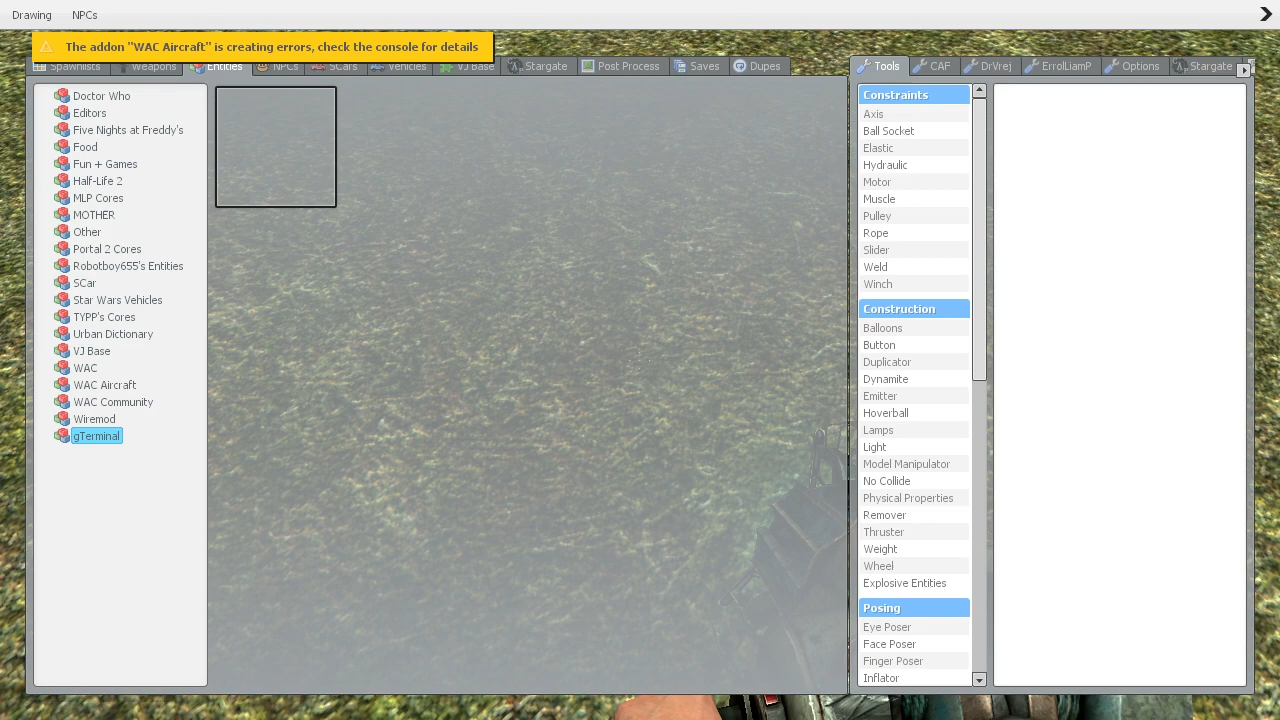 Drawing NPCs
The addon "WAC Aircraft" is creating errors, check the console for details
Spawnlists Weapons Entities NPCs SCars Vehicles VJ Base Stargate Post Process Saves Dupes
Doctor Who
Editors
Five Nights at Freddy's
Food
Fun + Games
Half-Life 2
MLP Cores
MOTHER
Other
Portal 2 Cores
Robotboy655's Entities
SCar
Star Wars Vehicles
TYPP's Cores
Urban Dictionary
VJ Base
WAC
WAC Aircraft
WAC Community
Wiremod
gTerminal
Tools CAF DrVrej ErrolLiamP Options Stargate
Constraints
Axis
Ball Socket
Elastic
Hydraulic
Motor
Muscle
Pulley
Rope
Slider
Weld
Winch
Construction
Balloons
Button
Duplicator
Dynamite
Emitter
Hoverball
Lamps
Light
Model Manipulator
No Collide
Physical Properties
Remover
Thruster
Weight
Wheel
Explosive Entities
Posing
Eye Poser
Face Poser
Finger Poser
Inflator